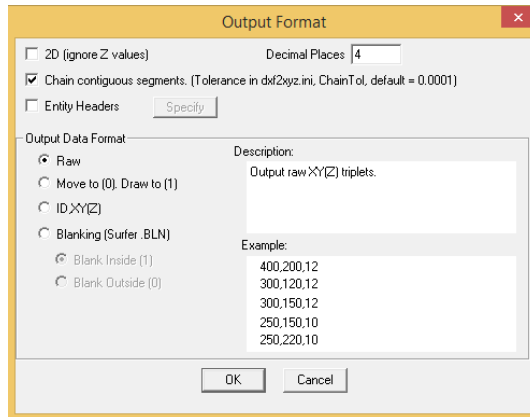 Output Format
2D (ignore Z values)
Decimal Places 4
Chain contiguous segments. (Tolerance in dxf2xyz.ini, ChainTol, default = 0.0001)
Entity Headers
Specify
Output Data Format
Raw
Move to (0). Draw to (1)
ID,XY(Z)
Blanking (Surfer .BLN)
Blank Inside (1)
Blank Outside (0)
Description:
Output raw XY(Z) triplets.
Example:
400,200,12
300,120,12
300,150,12
250,150,10
250,220,10
OK
Cancel